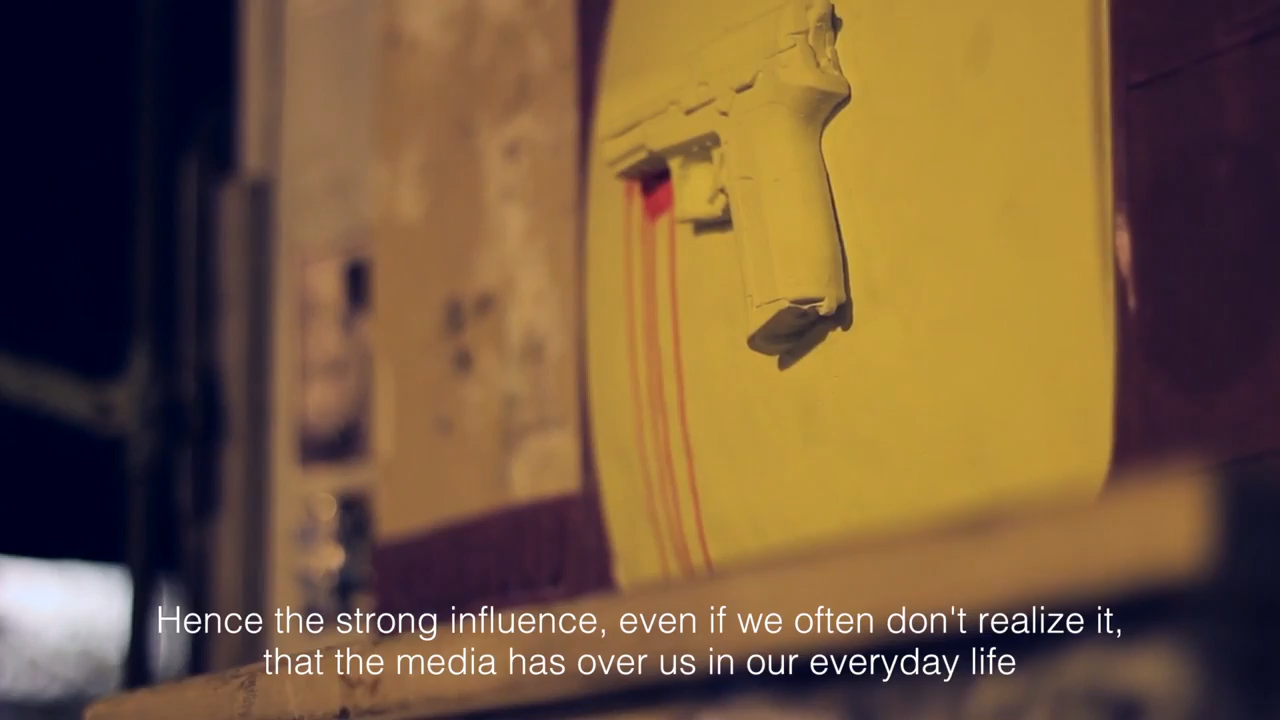 Hence the strong influence, even if we often don't realize it,
that the media has over us in our everyday life